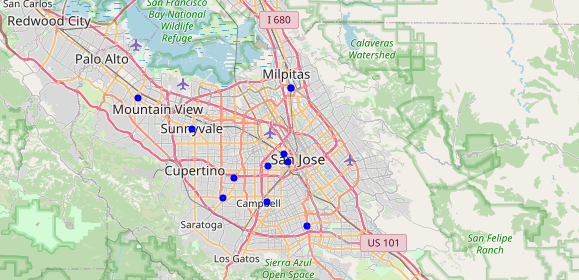 San Carlos
San Francisco
Bay National
Wildlife
Refuge
I 680
Redwood City
Calaveras
Watershed
Palo Alto
Milpitas
Mountain View
Sunnyvale
San Jose
Cupertino
Campbell
Saratoga
US 101
San Felipe
Ranch
Los Gatos
Sierra Azul
Open Space